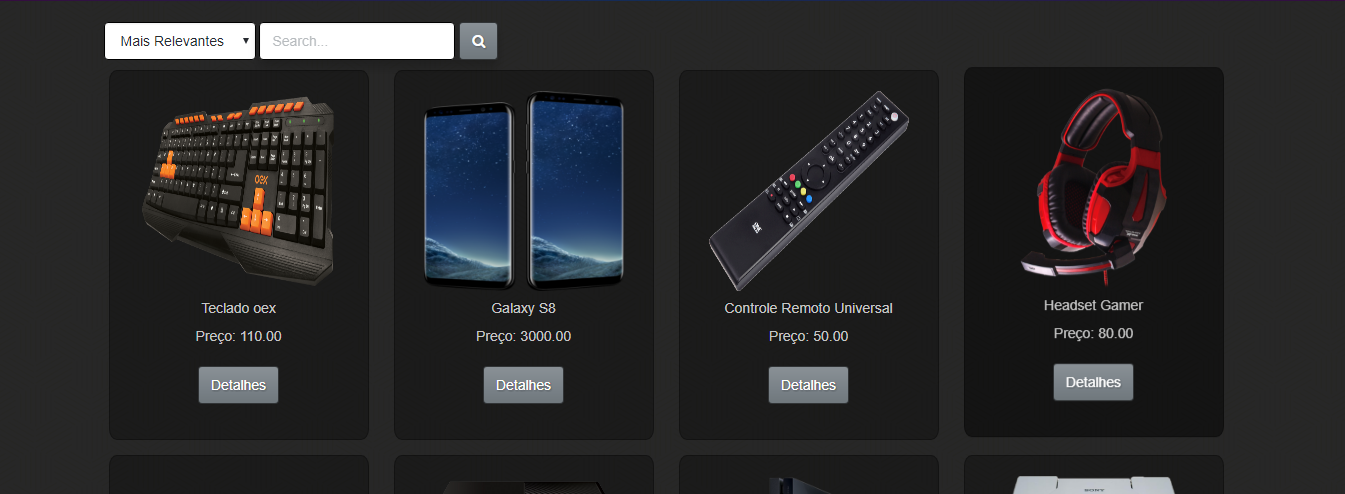 Mais Relevantes
Search...
oex
Teclado oex
Preço: 110.00
Detalhes
Galaxy S8
Preço: 3000.00
Detalhes
Controle Remoto Universal
Preço: 50.00
Detalhes
Headset Gamer
Preço: 80.00
Detalhes
SONY